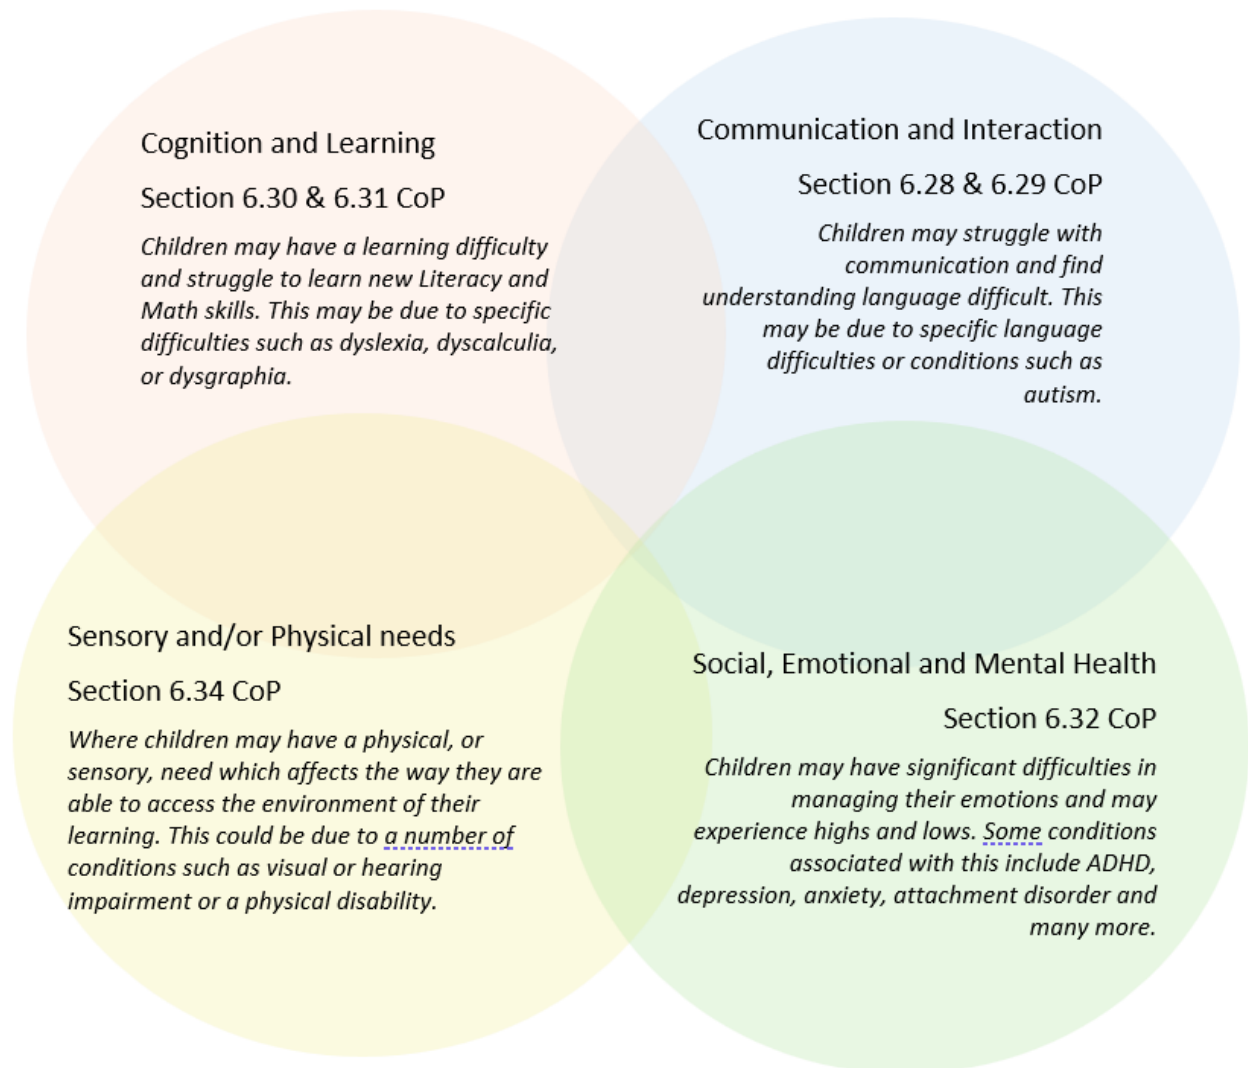 Cognition and Learning
Section 6.30 & 6.31 CoP
Children may have a learning difficulty
and struggle to learn new Literacy and
Math skills. This may be due to specific
difficulties such as dyslexia, dyscalculia,
or dysgraphia.
Communication and Interaction
Section 6.28 & 6.29 CoP
Children may struggle with
communication and find
understanding language difficult. This
may be due to specific language
difficulties or conditions such as
autism.
Sensory and/or Physical needs
Section 6.34 CoP
Where children may have a physical, or
sensory, need which affects the way they are
able to access the environment of their
learning. This could be due to a number of
conditions such as visual or hearing
impairment or a physical disability.
Social, Emotional and Mental Health
Section 6.32 CoP
Children may have significant difficulties in
managing their emotions and may
experience highs and lows. Some conditions
associated with this include ADHD,
depression, anxiety, attachment disorder and
many more.